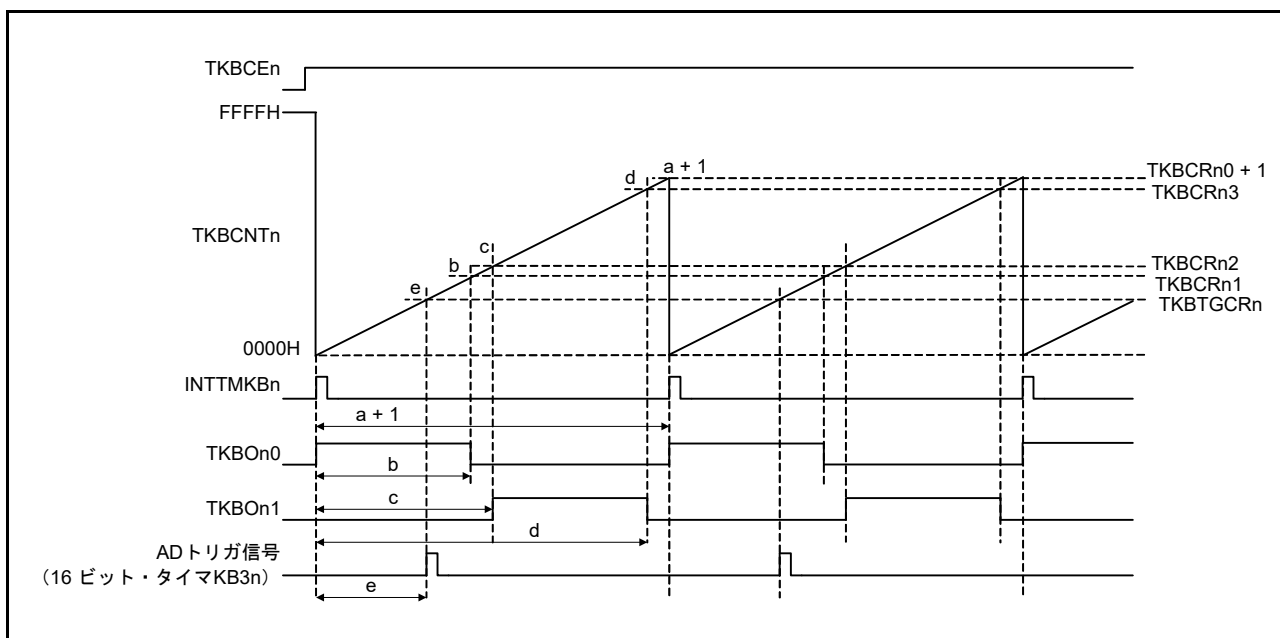 TKBCEn
FFFFH
a + 1
TKBCRn0 + 1
d
TKBCRn3
TKBCNTn
c
b
TKBCRn2
TKBCRn1
e
TKBTGCRn
0000H
INTTMKBn
a + 1
TKBOn0
b
c
TKBOn1
d
ADトリガ信号
（16 ビット・タイマKB3n）
e